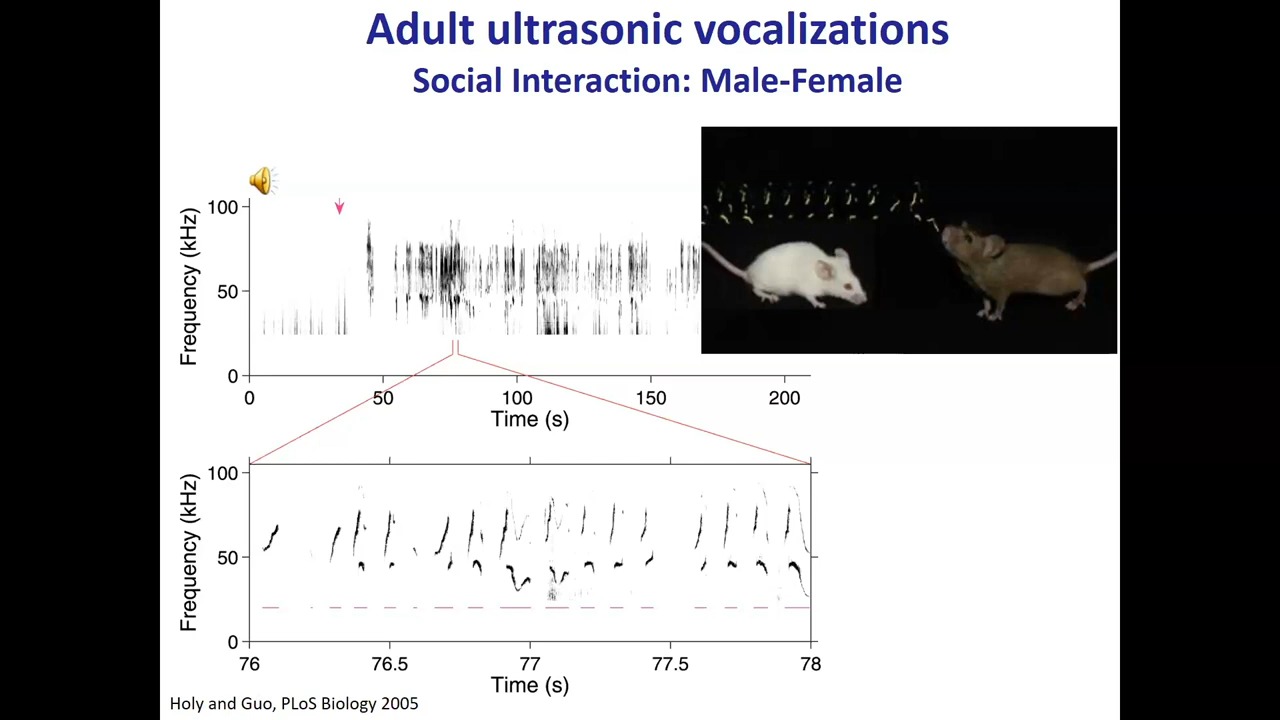 Adult ultrasonic vocalizations
Social Interaction: Male-Female
Frequency (kHz)
100
50
0
0 50 100 150 200
Time (s)
Frequency (kHz)
100
50
0
76 76.5 77 77.5 78
Time (s)
Holy and Guo, PLoS Biology 2005